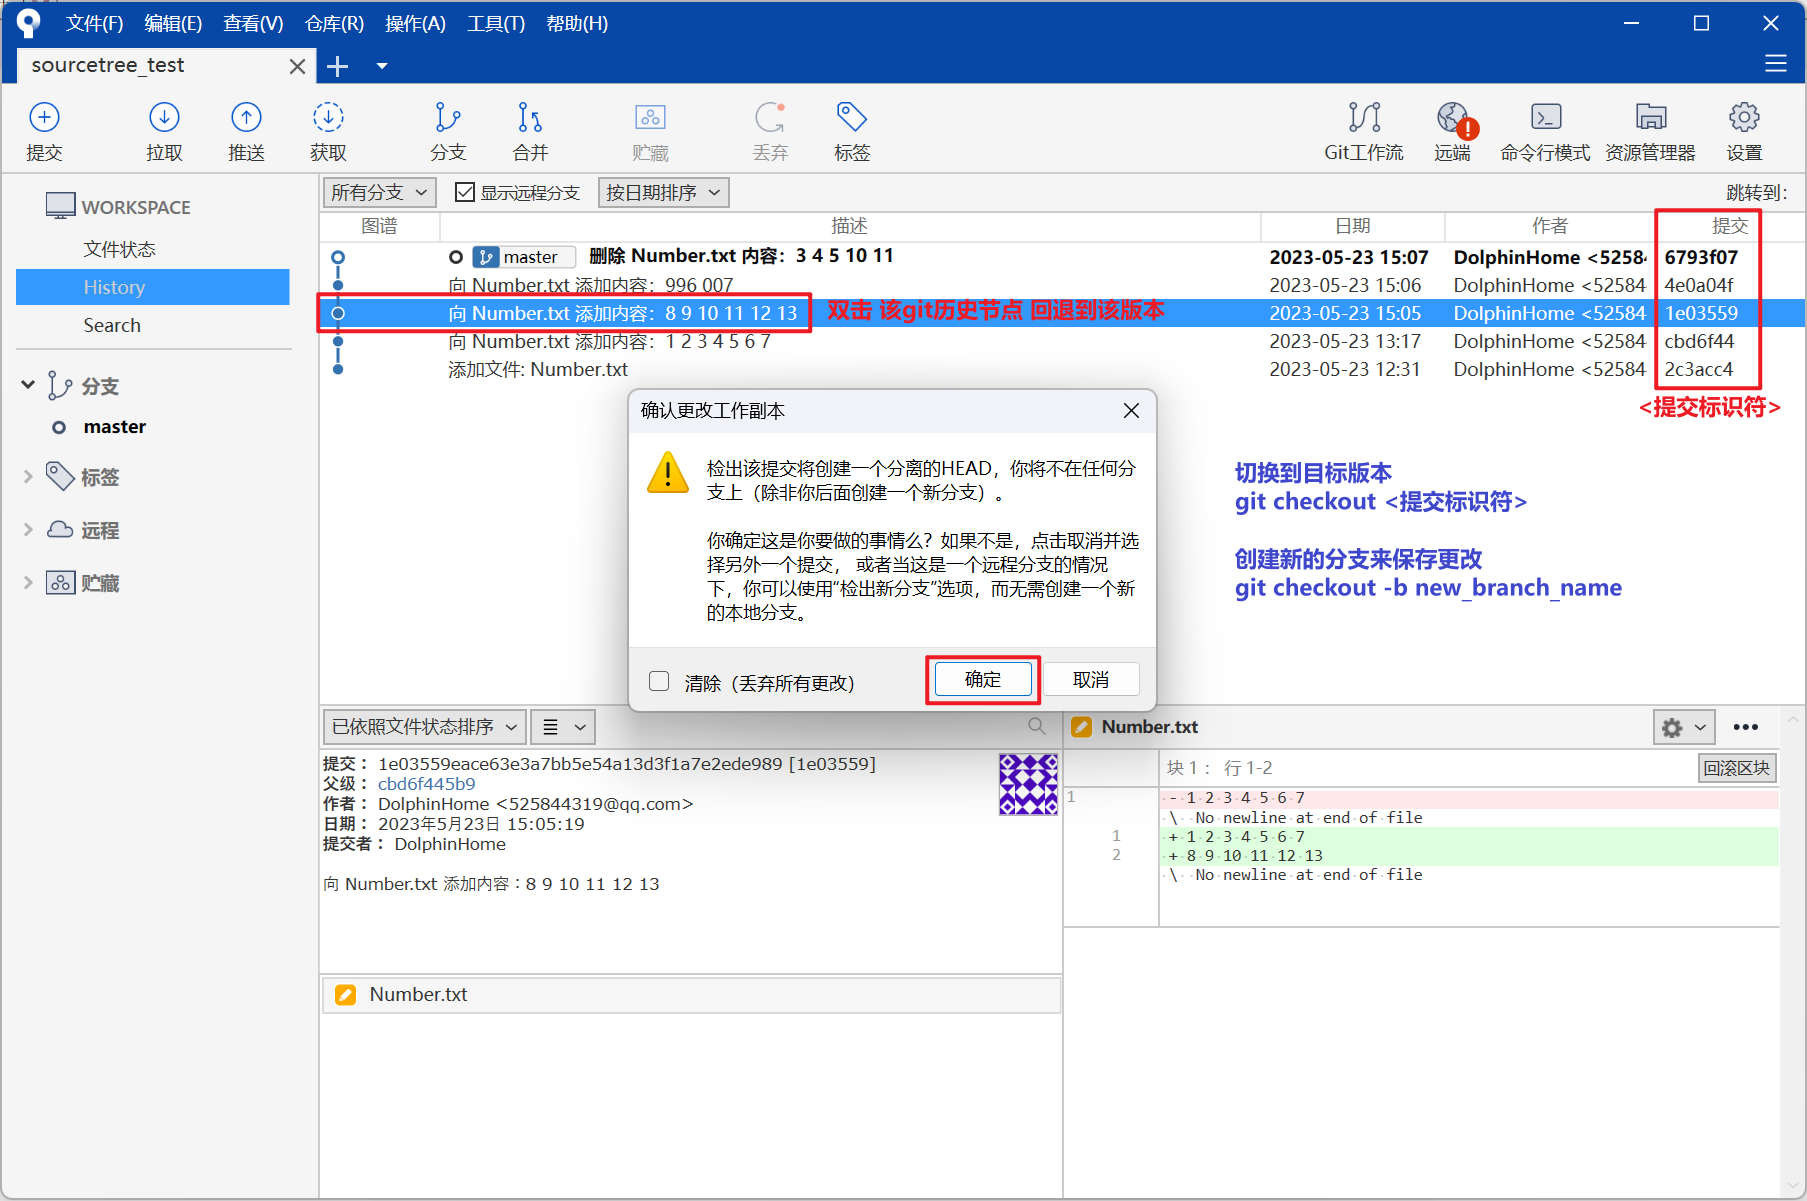 文件(F) 编辑(E) 查看(V) 仓库(R) 操作(A) 工具(T) 帮助(H)
sourcetree_test
提交 拉取 推送 获取 分支 合并 贮藏 丢弃 标签 Git工作流 远端 命令行模式 资源管理器 设置
WORKSPACE
文件状态
History
Search
分支
master
标签
远程
贮藏
所有分支 显示远程分支 按日期排序 跳转到:
图谱 描述 日期 作者 提交
master 删除 Number.txt 内容：3 4 5 10 11 2023-05-23 15:07 DolphinHome <52584 6793f07
向 Number.txt 添加内容：996 007 2023-05-23 15:06 DolphinHome <52584 4e0a04f
向 Number.txt 添加内容：8 9 10 11 12 13 双击 该git历史节点 回退到该版本 2023-05-23 15:05 DolphinHome <52584 1e03559
向 Number.txt 添加内容：1 2 3 4 5 6 7 2023-05-23 13:17 DolphinHome <52584 cbd6f44
添加文件: Number.txt 2023-05-23 12:31 DolphinHome <52584 2c3acc4
<提交标识符>
确认更改工作副本
检出该提交将创建一个分离的HEAD，你将不在任何分
支上（除非你后面创建一个新分支）。
你确定这是你要做的事情么？如果不是，点击取消并选
择另外一个提交， 或者当这是一个远程分支的情况
下，你可以使用“检出新分支”选项，而无需创建一个新
的本地分支。
清除（丢弃所有更改） 确定 取消
切换到目标版本
git checkout <提交标识符>
创建新的分支来保存更改
git checkout -b new_branch_name
已依照文件状态排序
提交： 1e03559eace63e3a7bb5e54a13d3f1a7e2ede989 [1e03559]
父级： cbd6f445b9
作者： DolphinHome <525844319@qq.com>
日期： 2023年5月23日 15:05:19
提交者： DolphinHome
向 Number.txt 添加内容：8 9 10 11 12 13
Number.txt
Number.txt
块 1： 行 1-2 回滚区块
1 - 1 2 3 4 5 6 7
\ No newline at end of file
1 + 1 2 3 4 5 6 7
2 + 8 9 10 11 12 13
\ No newline at end of file